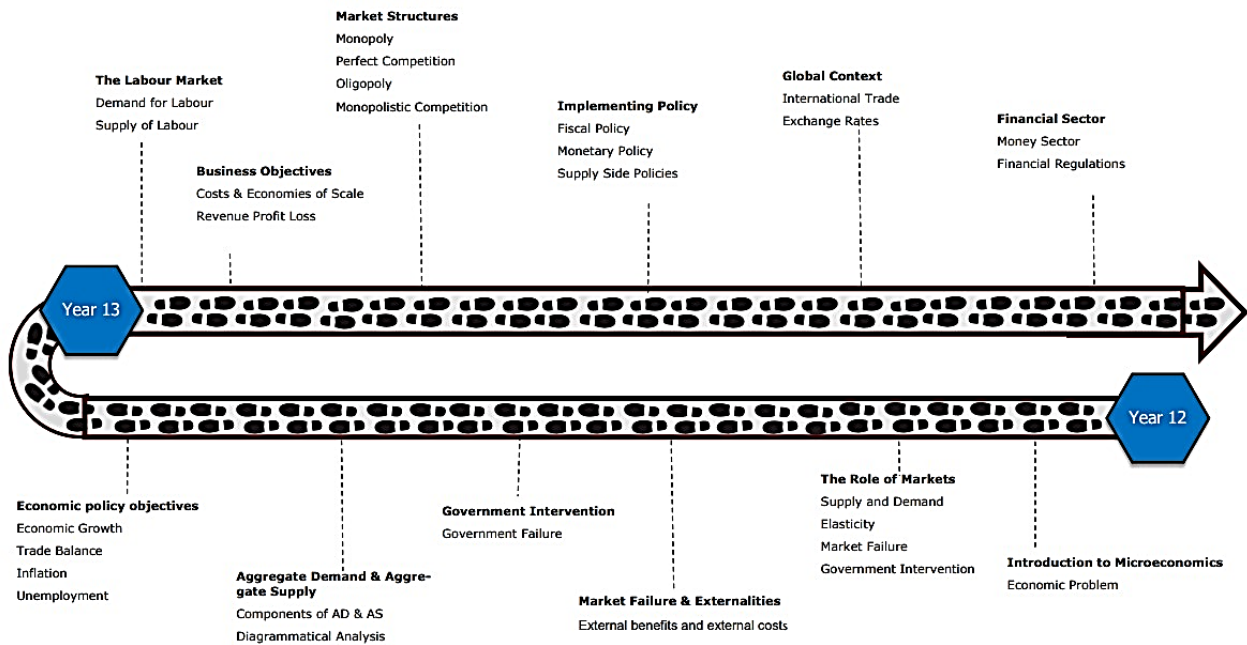 Market Structures
Monopoly
Perfect Competition
Oligopoly
Monopolistic Competition
The Labour Market
Demand for Labour
Supply of Labour
Business Objectives
Costs & Economies of Scale
Revenue Profit Loss
Implementing Policy
Fiscal Policy
Monetary Policy
Supply Side Policies
Global Context
International Trade
Exchange Rates
Financial Sector
Money Sector
Financial Regulations
Year 13
Year 12
Economic policy objectives
Economic Growth
Trade Balance
Inflation
Unemployment
Aggregate Demand & Aggre-
gate Supply
Components of AD & AS
Diagrammatical Analysis
Government Intervention
Government Failure
Market Failure & Externalities
External benefits and external costs
The Role of Markets
Supply and Demand
Elasticity
Market Failure
Government Intervention
Introduction to Microeconomics
Economic Problem